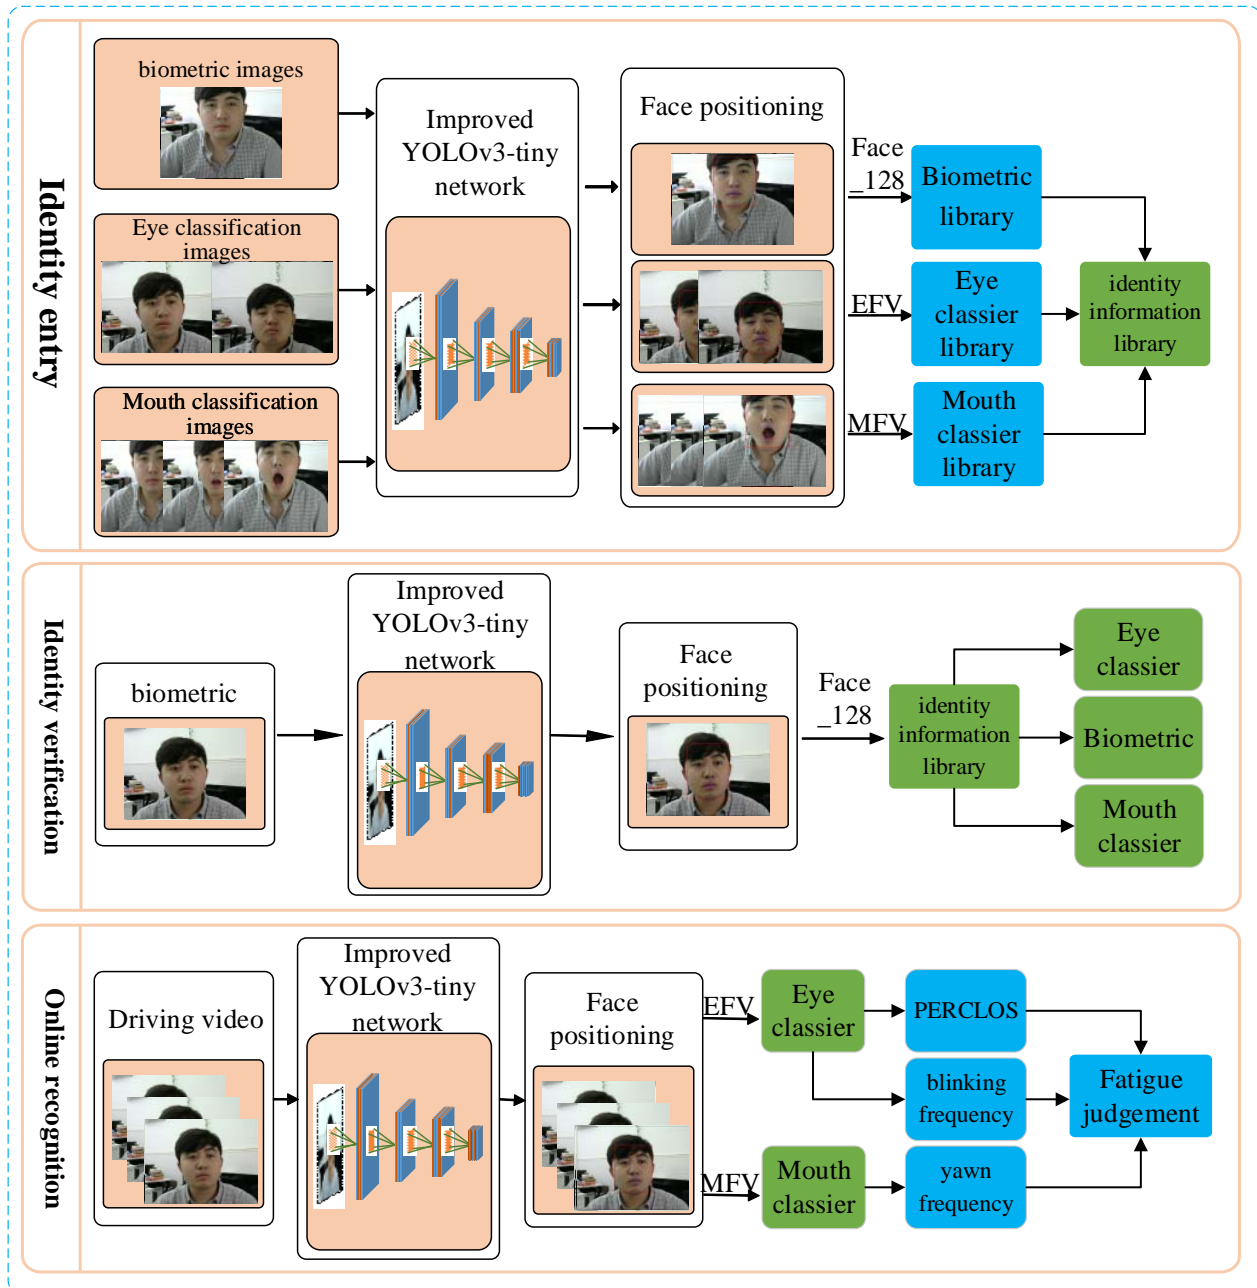 Identity entry
biometric images
Eye classification
images
Mouth classification
images
Improved
YOLOv3-tiny
network
Face positioning
Face
_128
EFV
MFV
Biometric
library
Eye
classier
library
Mouth
classier
library
identity
information
library
Identity verification
biometric
Improved
YOLOv3-tiny
network
Face
positioning
Face
_128
identity
information
library
Eye
classier
Biometric
Mouth
classier
Online recognition
Driving video
Improved
YOLOv3-tiny
network
Face
positioning
EFV
MFV
Eye
classier
Mouth
classier
PERCLOS
blinking
frequency
yawn
frequency
Fatigue
judgement